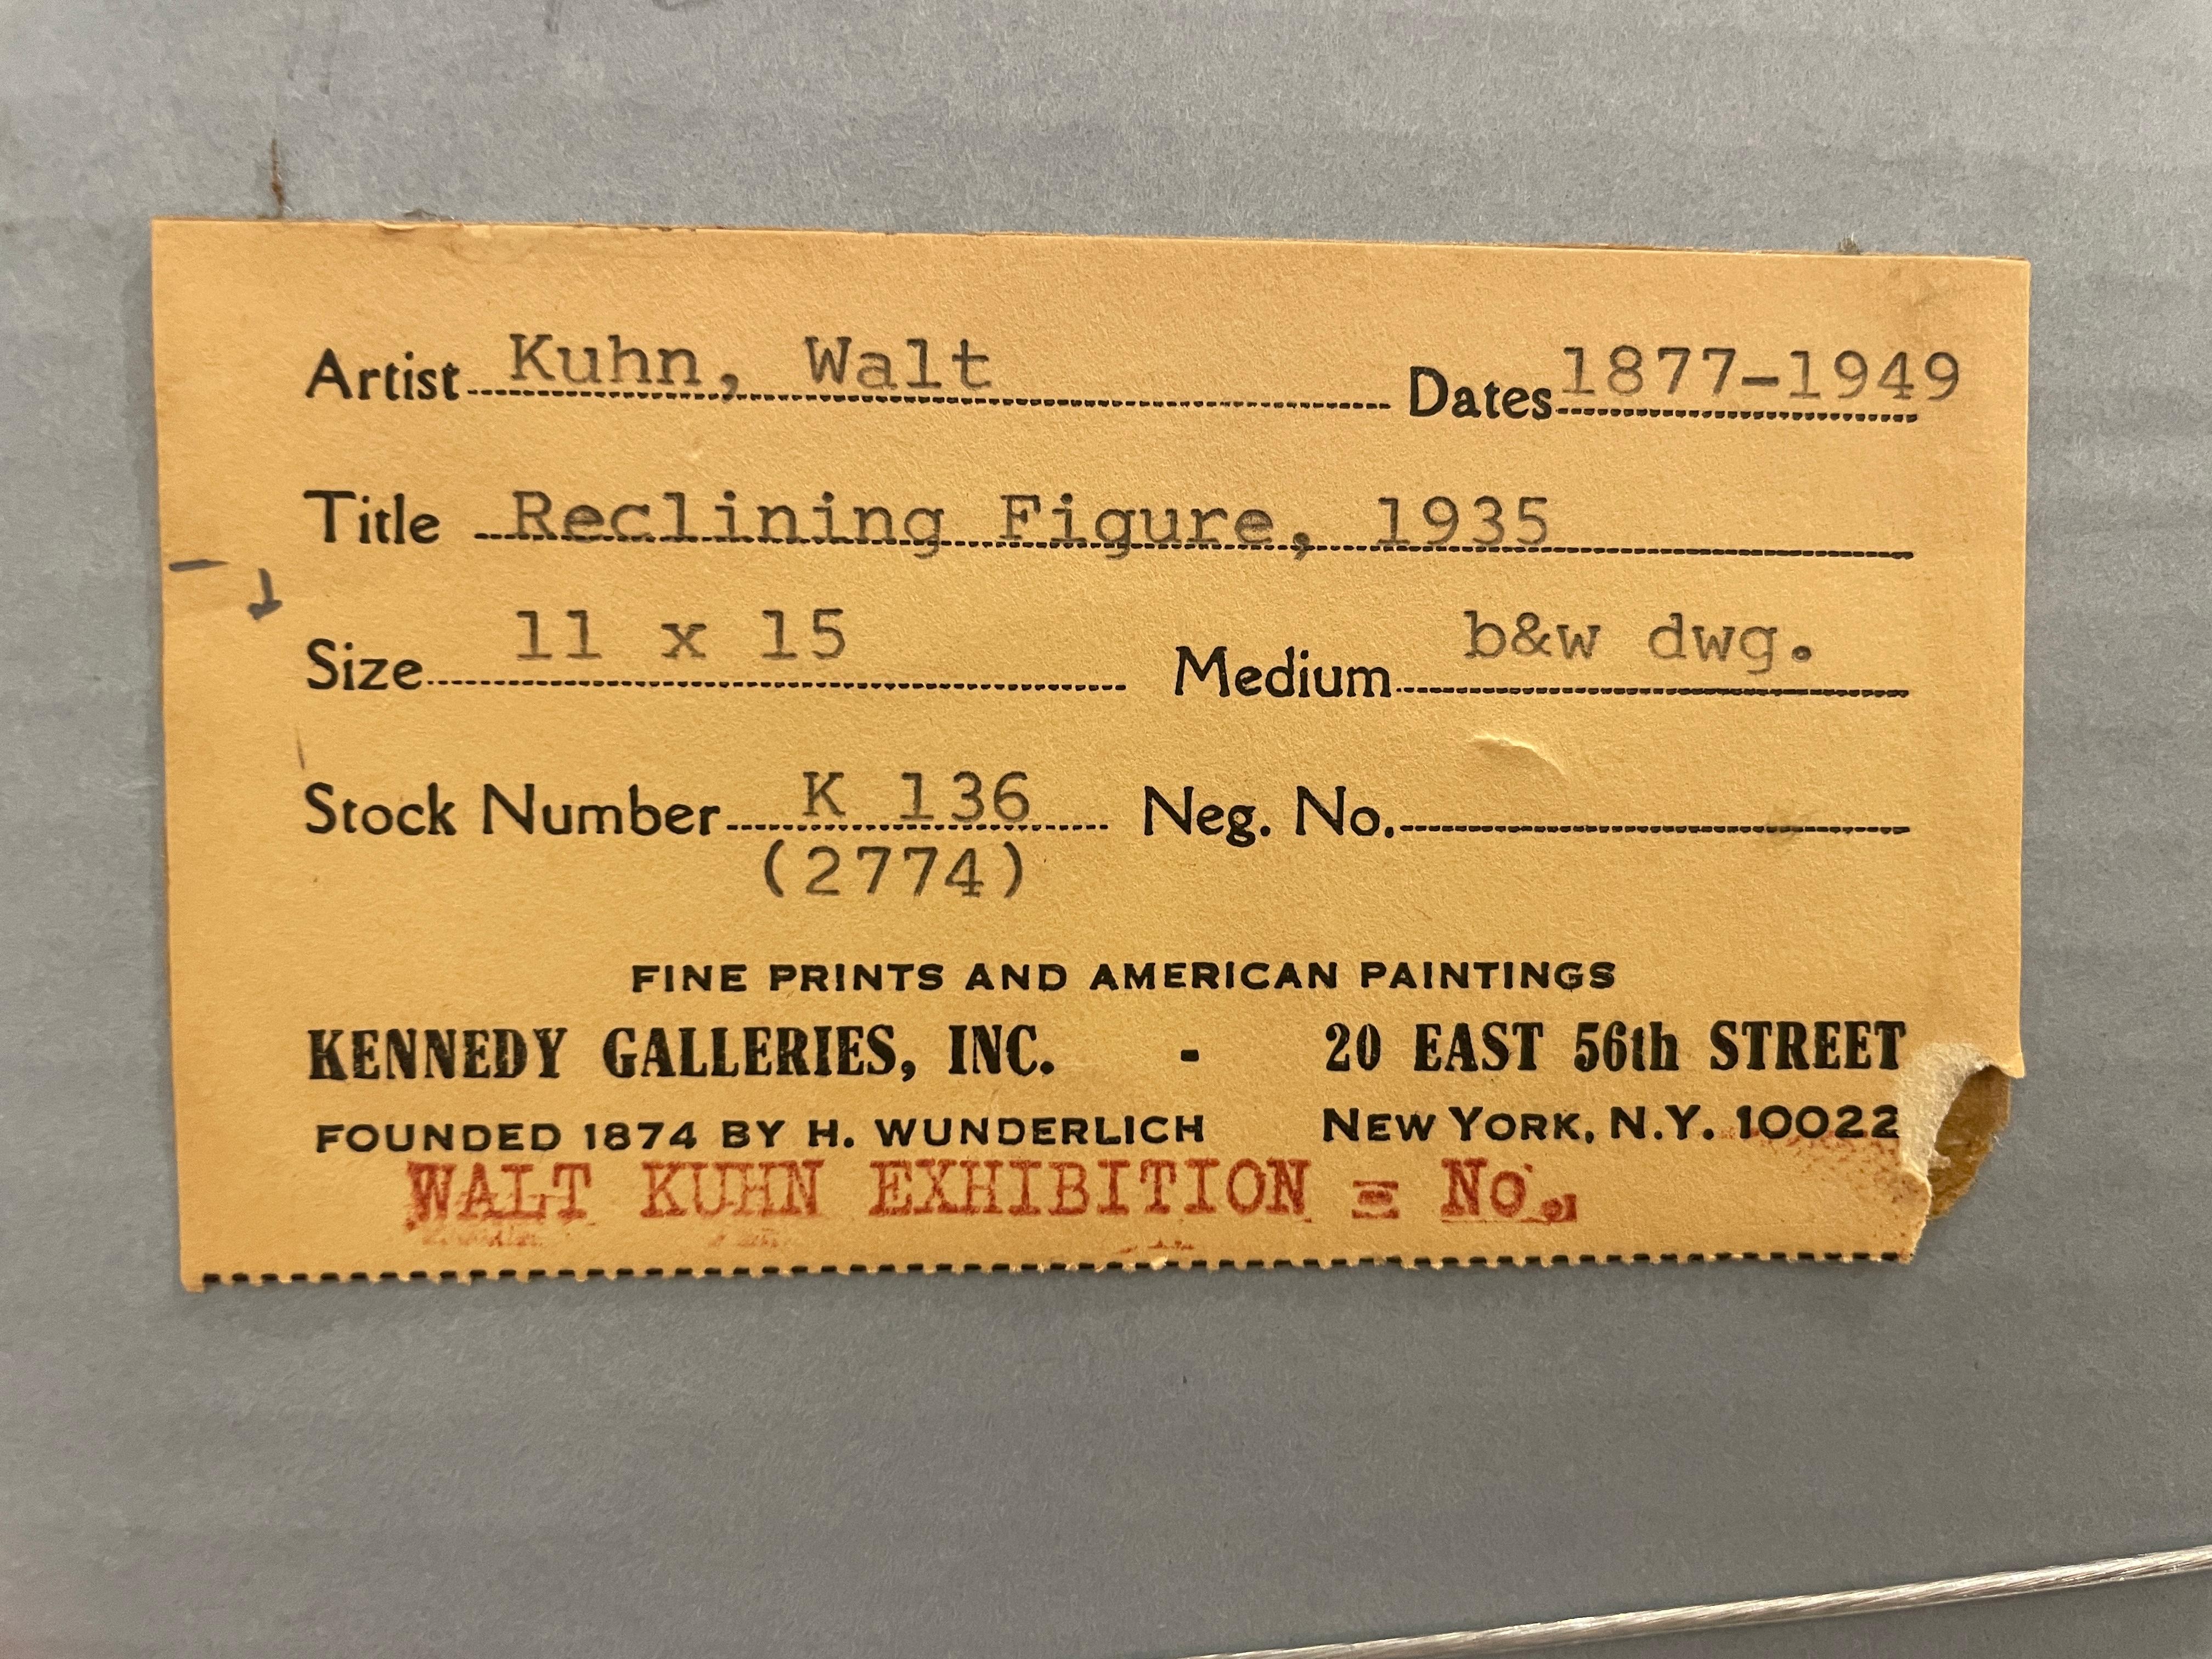 Artist Kuhn, Walt Dates 1877-1949
Title Reclining Figure, 1935
Size 11 x 15 Medium b&w dwg.
Stock Number K 136 Neg. No.
(2774)
FINE PRINTS AND AMERICAN PAINTINGS
KENNEDY GALLERIES, INC. - 20 EAST 56th STREET
FOUNDED 1874 BY H. WUNDERLICH NEW YORK, N.Y. 10022
WALT KUHN EXHIBITION = No.